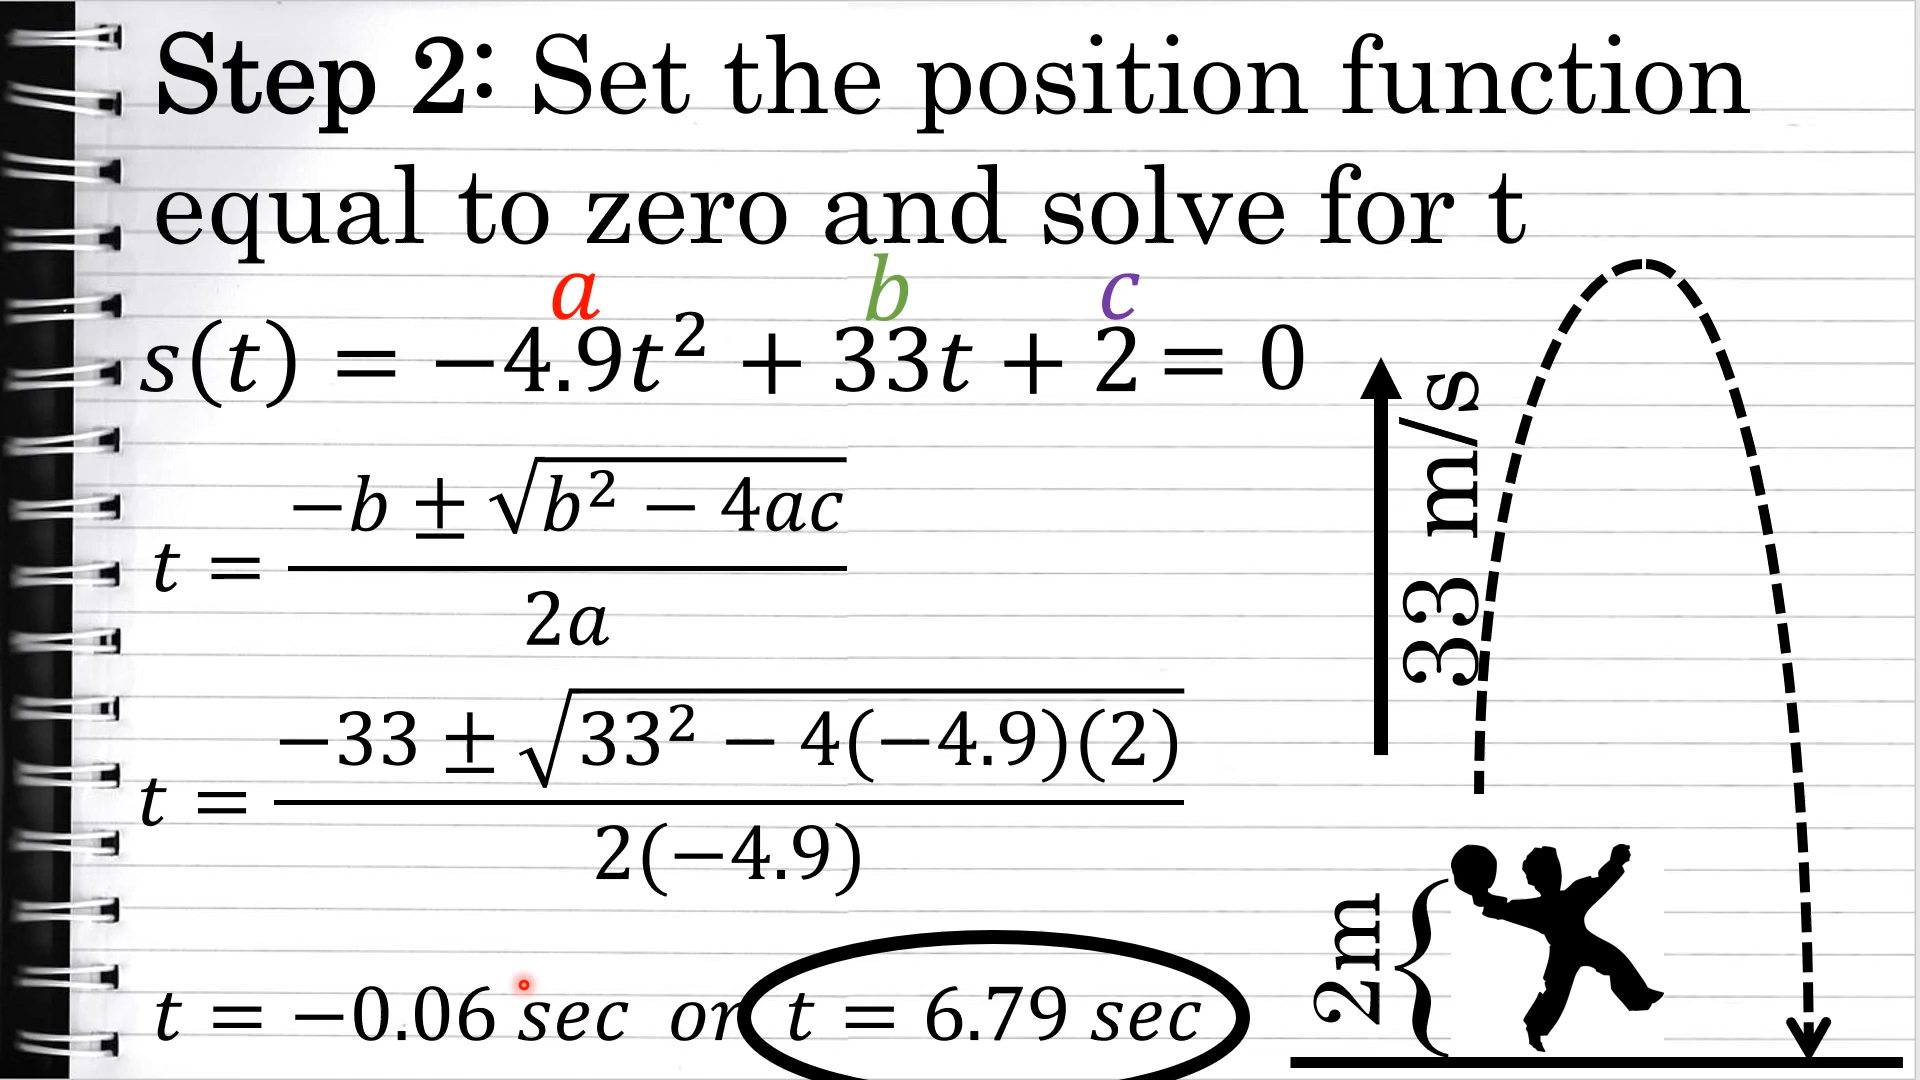 Step 2: Set the position function
equal to zero and solve for t
a b c
s(t) = −4.9t² + 33t + 2 = 0
t = (−b ± √(b² − 4ac)) / (2a)
t = (−33 ± √(33² − 4(−4.9)(2))) / (2(−4.9))
t = −0.06 sec or t = 6.79 sec
33 m/s
2m